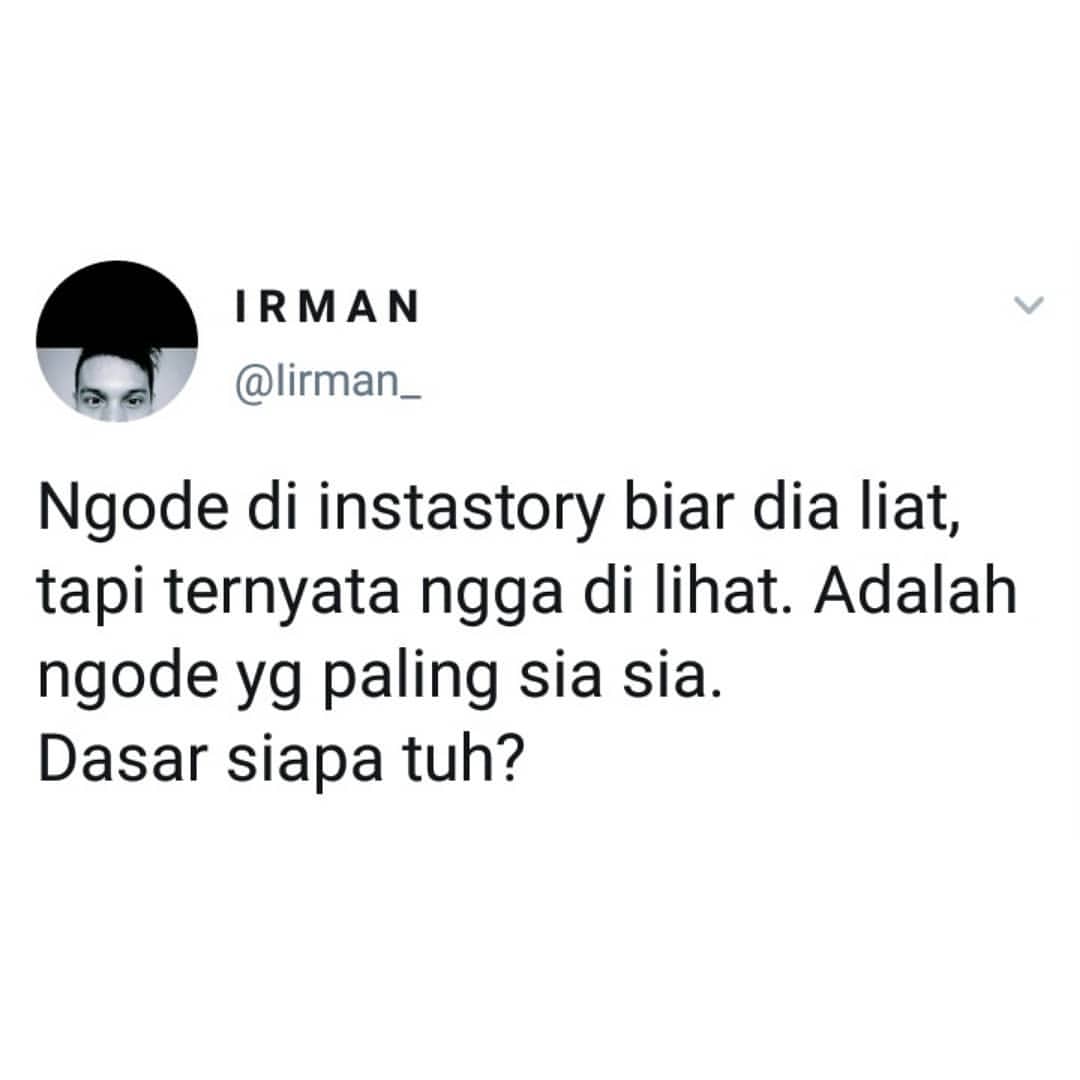 IRMAN
@lirman_
Ngode di instastory biar dia liat,
tapi ternyata ngga di lihat. Adalah
ngode yg paling sia sia.
Dasar siapa tuh?